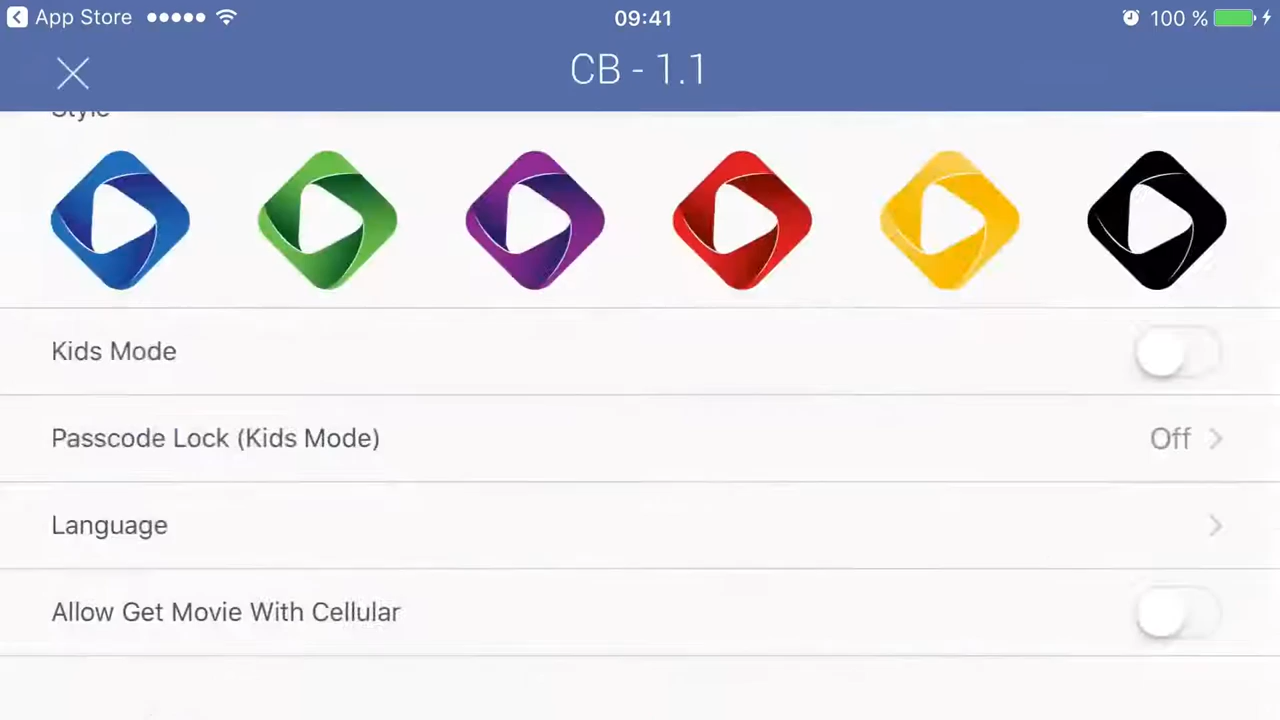 App Store 09:41 100 %
CB - 1.1
Style
Kids Mode
Passcode Lock (Kids Mode) Off
Language
Allow Get Movie With Cellular